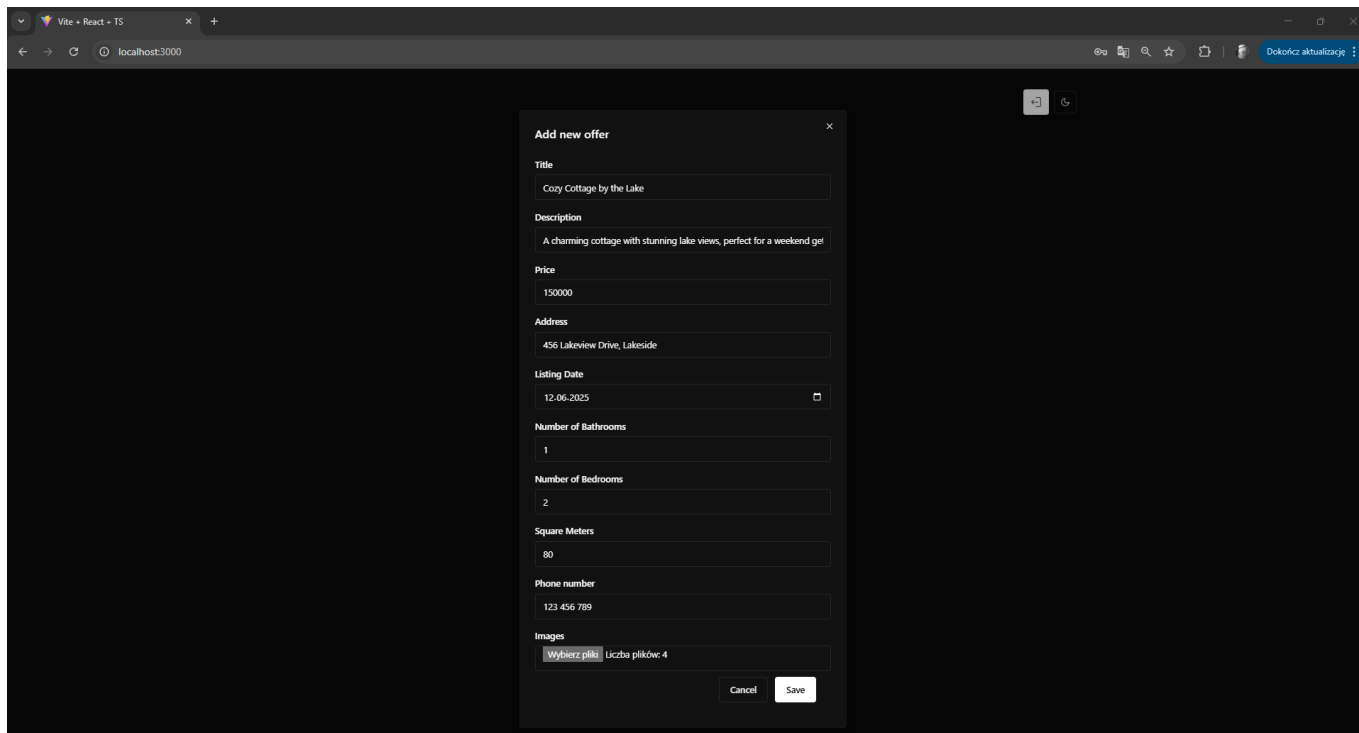 Vite + React + TS
localhost:3000
Dokończ aktualizację
Add new offer
Title
Cozy Cottage by the Lake
Description
A charming cottage with stunning lake views, perfect for a weekend get
Price
150000
Address
456 Lakeview Drive, Lakeside
Listing Date
12-06-2025
Number of Bathrooms
1
Number of Bedrooms
2
Square Meters
80
Phone number
123 456 789
Images
Wybierz pliki Liczba plików: 4
Cancel Save